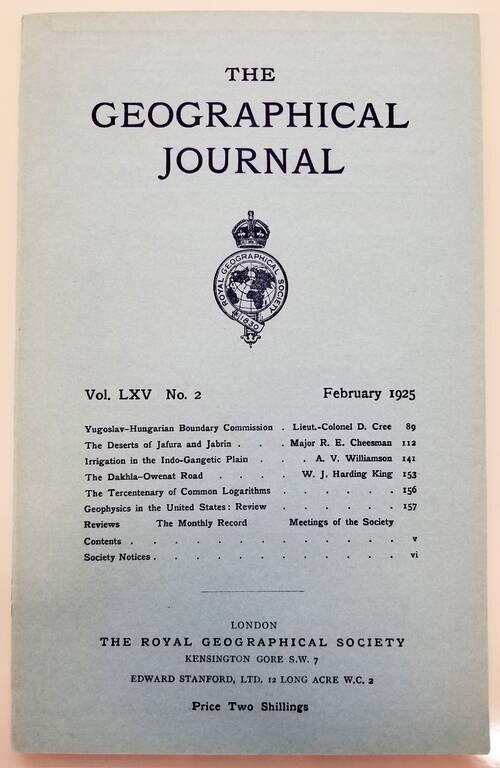 THE
GEOGRAPHICAL
JOURNAL
ROYAL GEOGRAPHICAL SOCIETY
1830
Vol. LXV No. 2 February 1925
Yugoslav-Hungarian Boundary Commission . Lieut.-Colonel D. Cree 89
The Deserts of Jafura and Jabrin . . . Major R. E. Cheesman 112
Irrigation in the Indo-Gangetic Plain . . . A. V. Williamson 141
The Dakhla-Owenat Road . . . . W. J. Harding King 153
The Tercentenary of Common Logarithms . . . . . . 156
Geophysics in the United States: Review . . . . . . 157
Reviews The Monthly Record Meetings of the Society
Contents . . . . . . . . . . . . . v
Society Notices . . . . . . . . . . . . vi
LONDON
THE ROYAL GEOGRAPHICAL SOCIETY
KENSINGTON GORE S.W. 7
EDWARD STANFORD, LTD. 12 LONG ACRE W.C. 2
Price Two Shillings